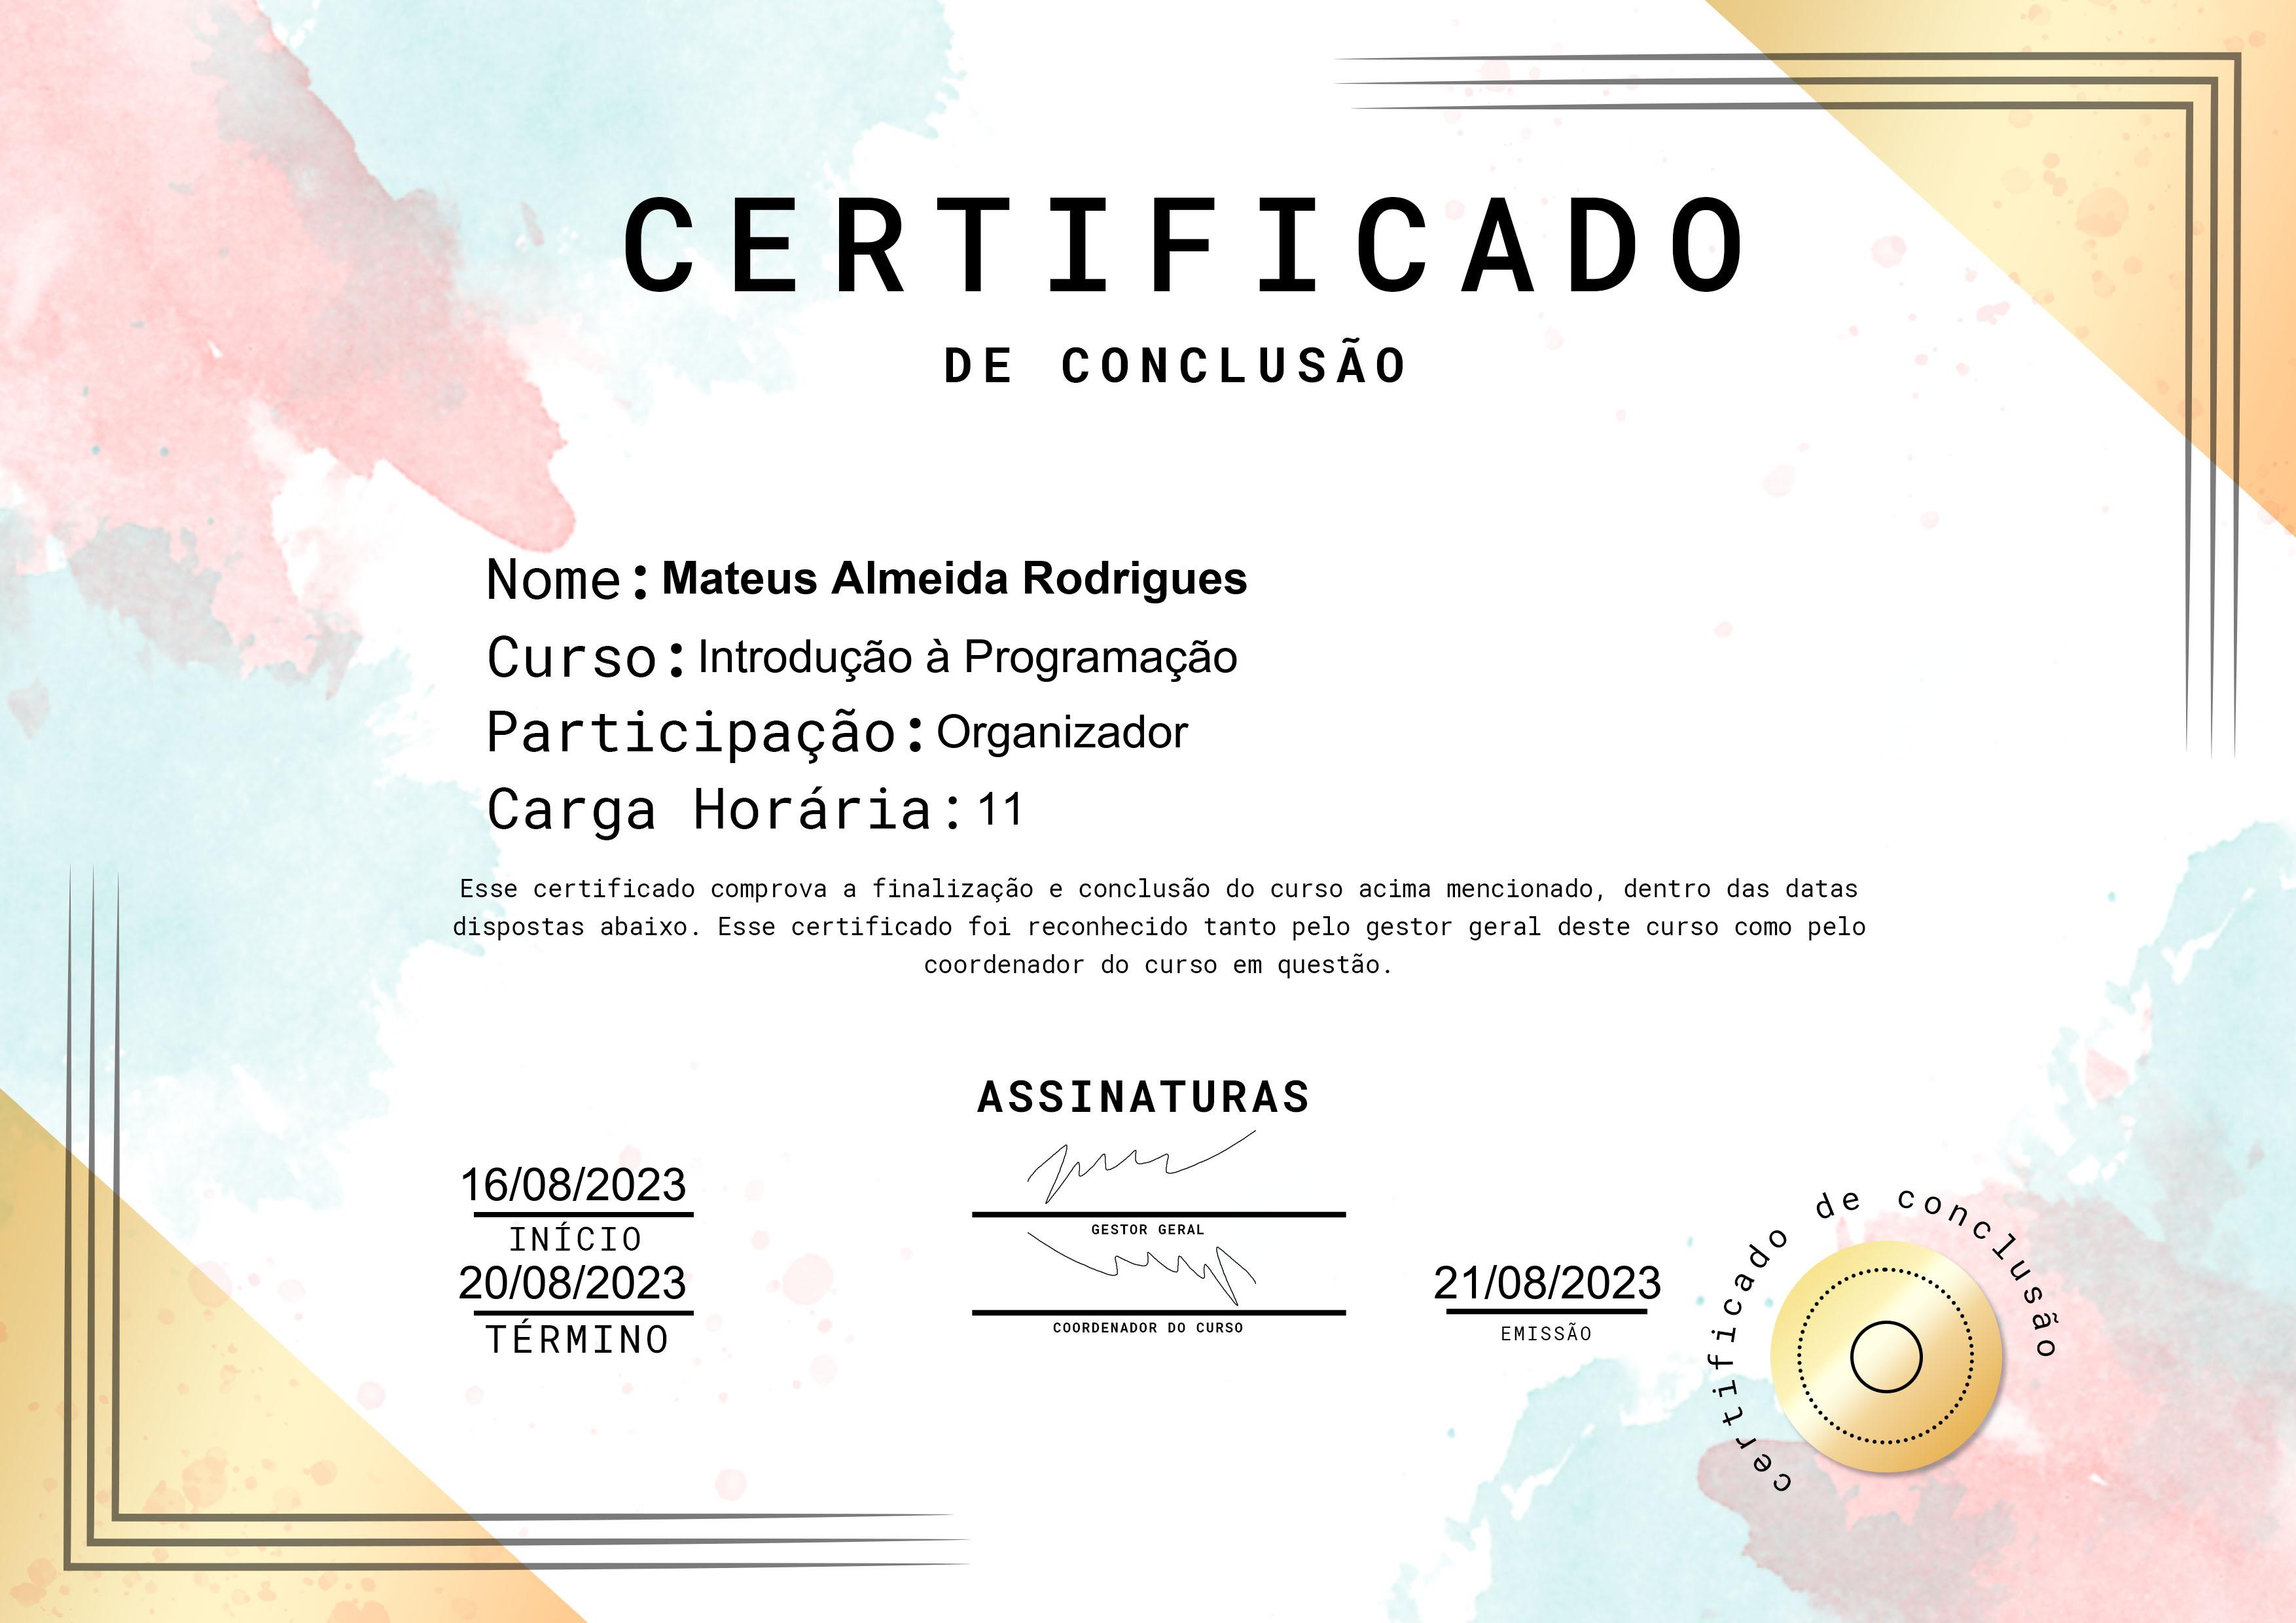 CERTIFICADO
DE CONCLUSÃO
Nome: Mateus Almeida Rodrigues
Curso: Introdução à Programação
Participação: Organizador
Carga Horária: 11
Esse certificado comprova a finalização e conclusão do curso acima mencionado, dentro das datas
dispostas abaixo. Esse certificado foi reconhecido tanto pelo gestor geral deste curso como pelo
coordenador do curso em questão.
ASSINATURAS
16/08/2023
INÍCIO
GESTOR GERAL
20/08/2023
TÉRMINO
COORDENADOR DO CURSO
21/08/2023
EMISSÃO
certificado de conclusão